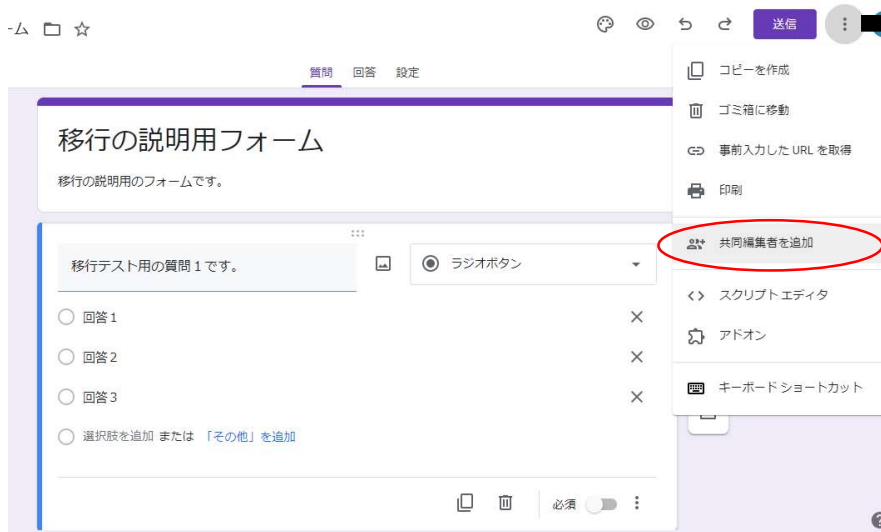 ーム
送信
質問 回答 設定
コピーを作成
ゴミ箱に移動
事前入力した URL を取得
印刷
共同編集者を追加
スクリプト エディタ
アドオン
キーボード ショートカット
移行の説明用フォーム
移行の説明用のフォームです。
移行テスト用の質問1です。
ラジオボタン
回答1
回答2
回答3
選択肢を追加 または 「その他」を追加
必須